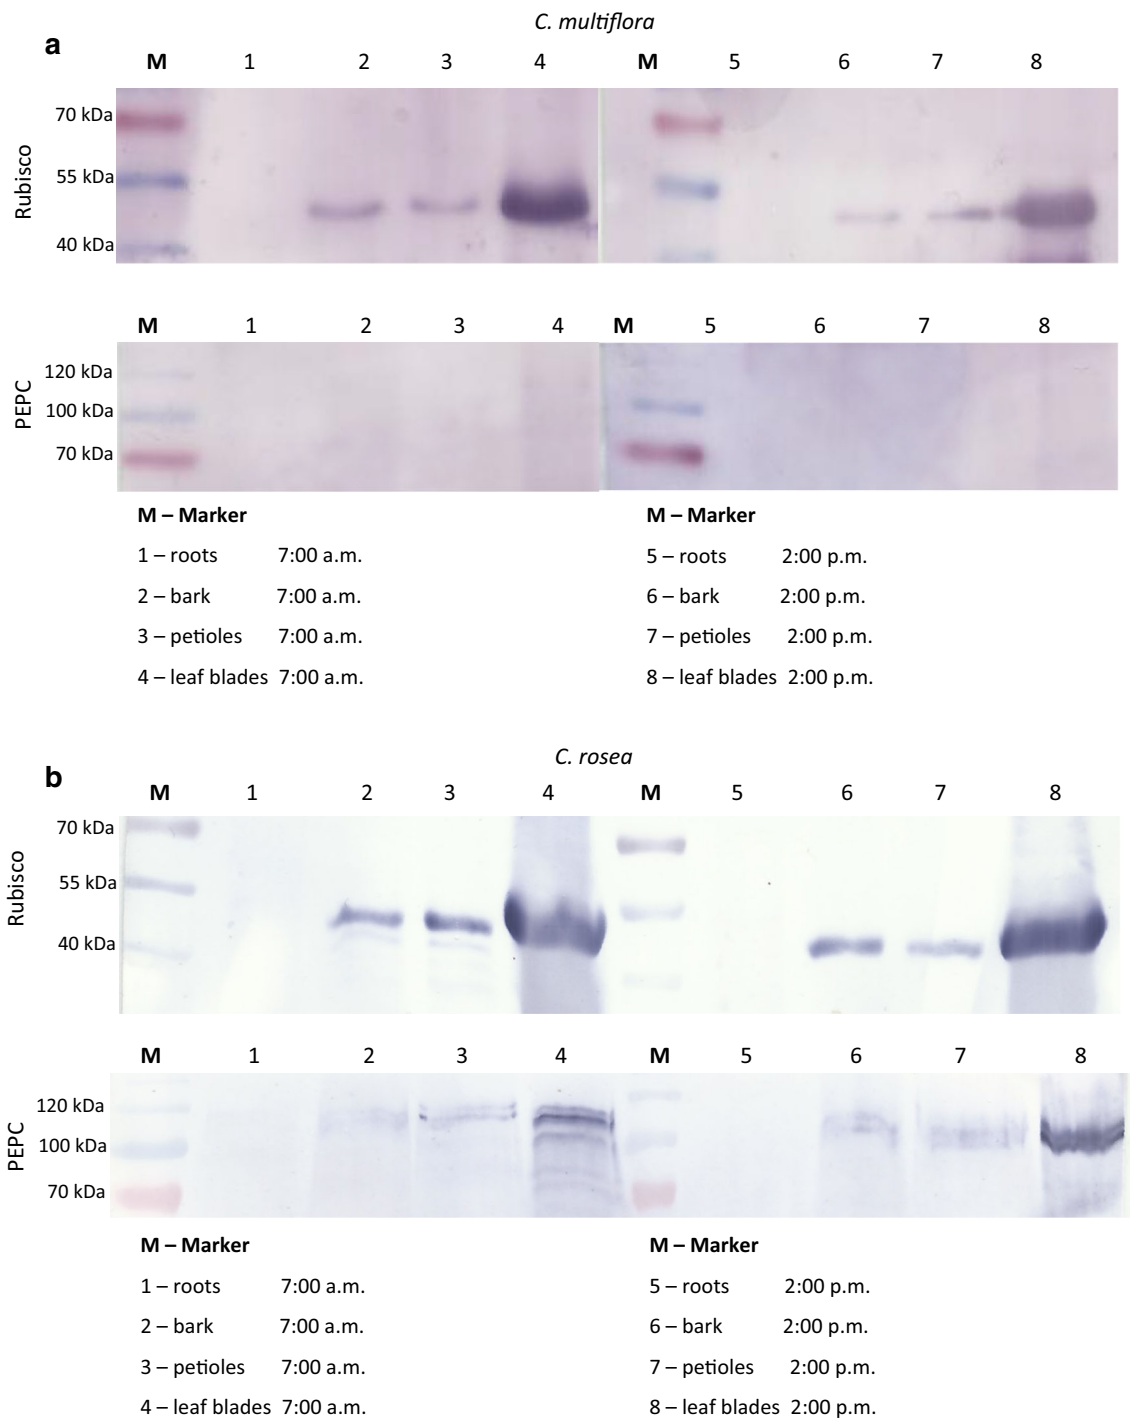 C. multiflora
a
M 1 2 3 4 M 5 6 7 8
Rubisco
70 kDa
55 kDa
40 kDa
M 1 2 3 4 M 5 6 7 8
PEPC
120 kDa
100 kDa
70 kDa
M – Marker
1 – roots 7:00 a.m.
2 – bark 7:00 a.m.
3 – petioles 7:00 a.m.
4 – leaf blades 7:00 a.m.
M – Marker
5 – roots 2:00 p.m.
6 – bark 2:00 p.m.
7 – petioles 2:00 p.m.
8 – leaf blades 2:00 p.m.
C. rosea
b
M 1 2 3 4 M 5 6 7 8
Rubisco
70 kDa
55 kDa
40 kDa
M 1 2 3 4 M 5 6 7 8
PEPC
120 kDa
100 kDa
70 kDa
M – Marker
1 – roots 7:00 a.m.
2 – bark 7:00 a.m.
3 – petioles 7:00 a.m.
4 – leaf blades 7:00 a.m.
M – Marker
5 – roots 2:00 p.m.
6 – bark 2:00 p.m.
7 – petioles 2:00 p.m.
8 – leaf blades 2:00 p.m.